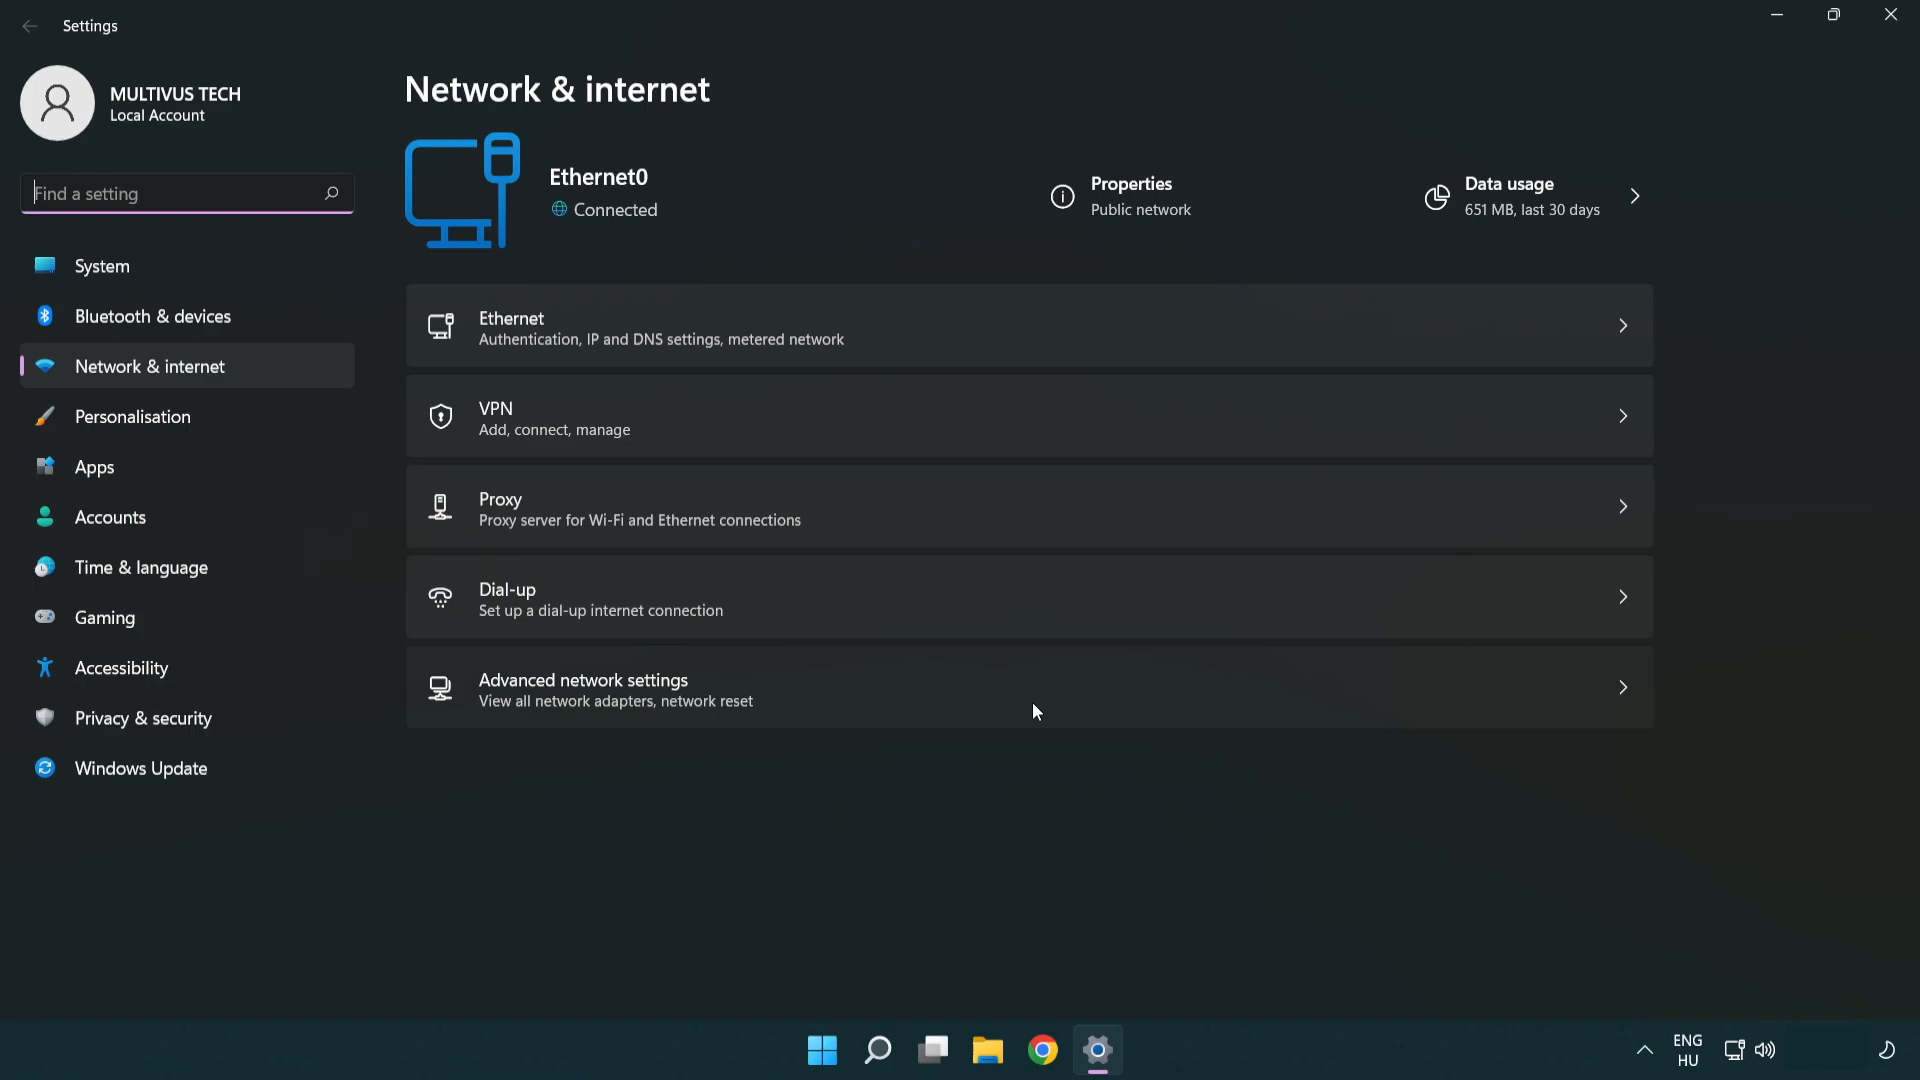 Settings
MULTIVUS TECH
Local Account
Find a setting
System
Bluetooth & devices
Network & internet
Personalisation
Apps
Accounts
Time & language
Gaming
Accessibility
Privacy & security
Windows Update
Network & internet
Ethernet0
Connected
Properties
Public network
Data usage
651 MB, last 30 days
Ethernet
Authentication, IP and DNS settings, metered network
VPN
Add, connect, manage
Proxy
Proxy server for Wi-Fi and Ethernet connections
Dial-up
Set up a dial-up internet connection
Advanced network settings
View all network adapters, network reset
ENG
HU